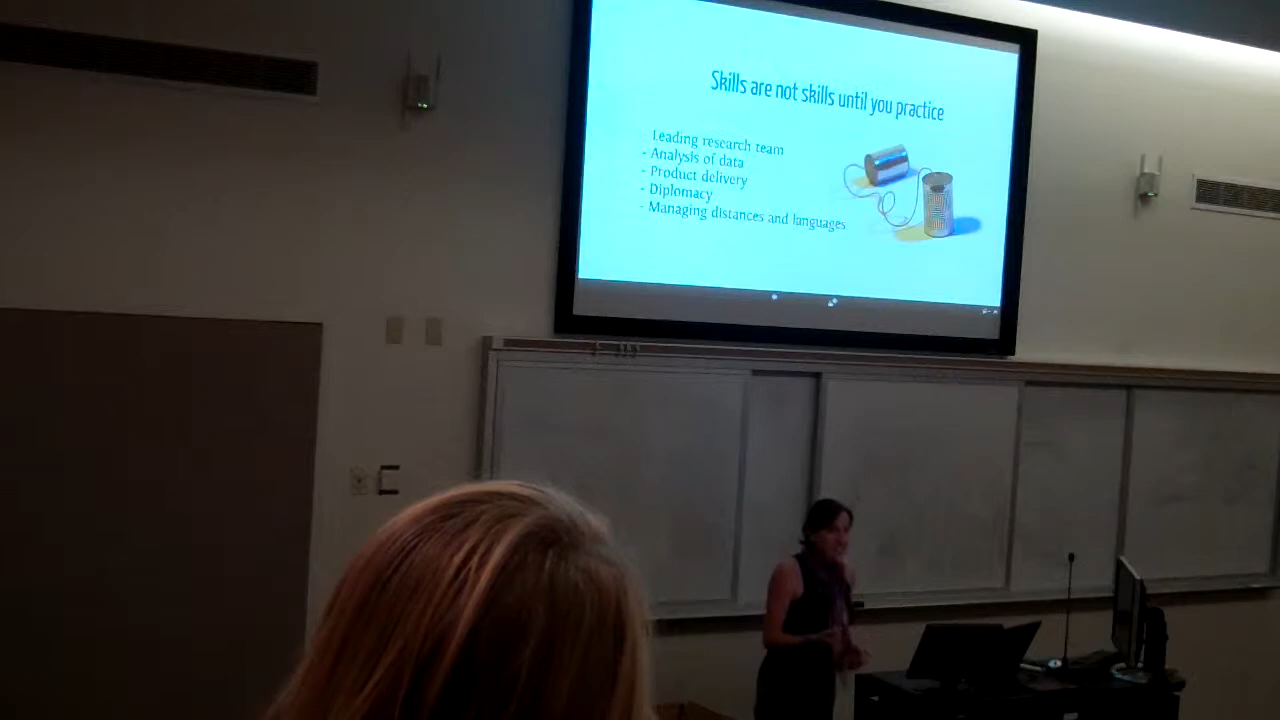 Skills are not skills until you practice
Leading research team
- Analysis of data
- Product delivery
- Diplomacy
- Managing distances and languages